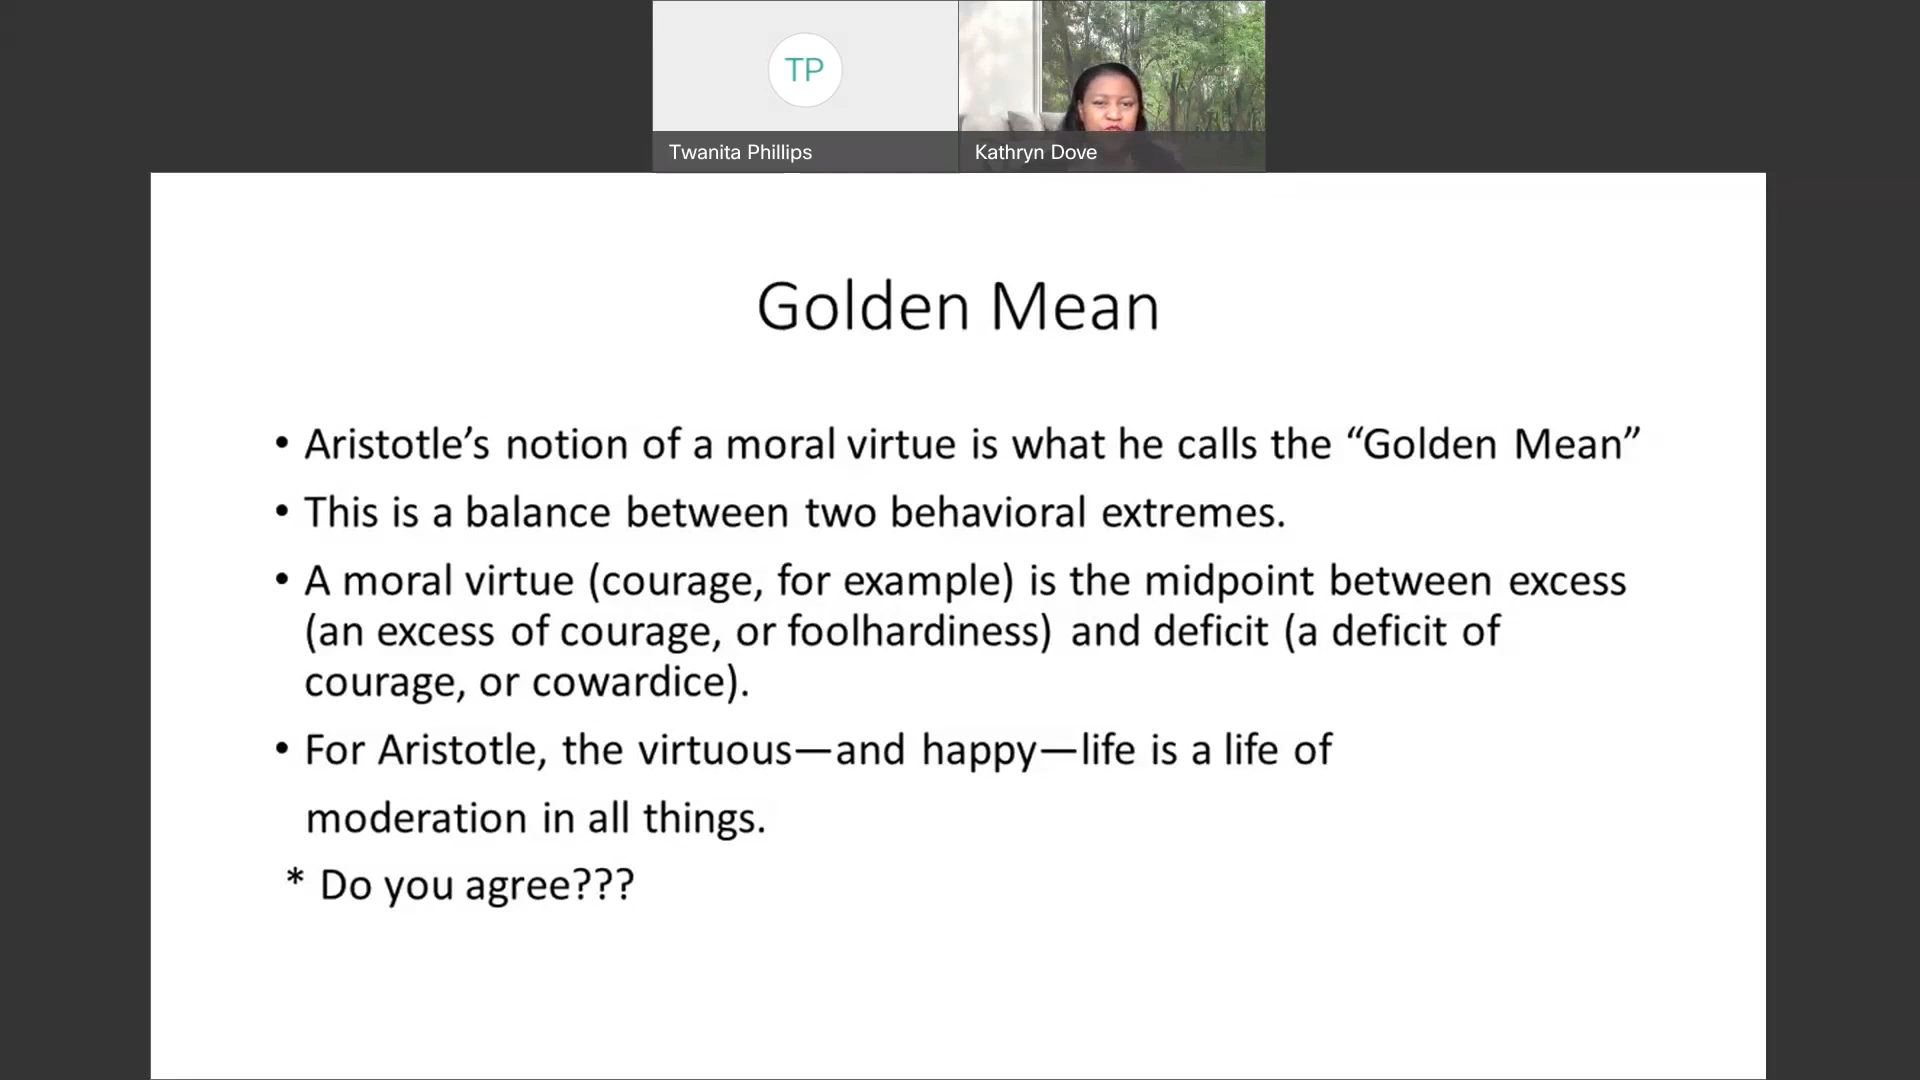 TP
Twanita Phillips
Kathryn Dove
Golden Mean
• Aristotle’s notion of a moral virtue is what he calls the “Golden Mean”
• This is a balance between two behavioral extremes.
• A moral virtue (courage, for example) is the midpoint between excess
(an excess of courage, or foolhardiness) and deficit (a deficit of
courage, or cowardice).
• For Aristotle, the virtuous—and happy—life is a life of
moderation in all things.
* Do you agree???